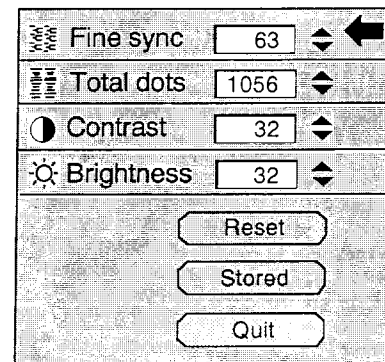 Fine sync 63
Total dots 1056
Contrast 32
Brightness 32
Reset
Stored
Quit